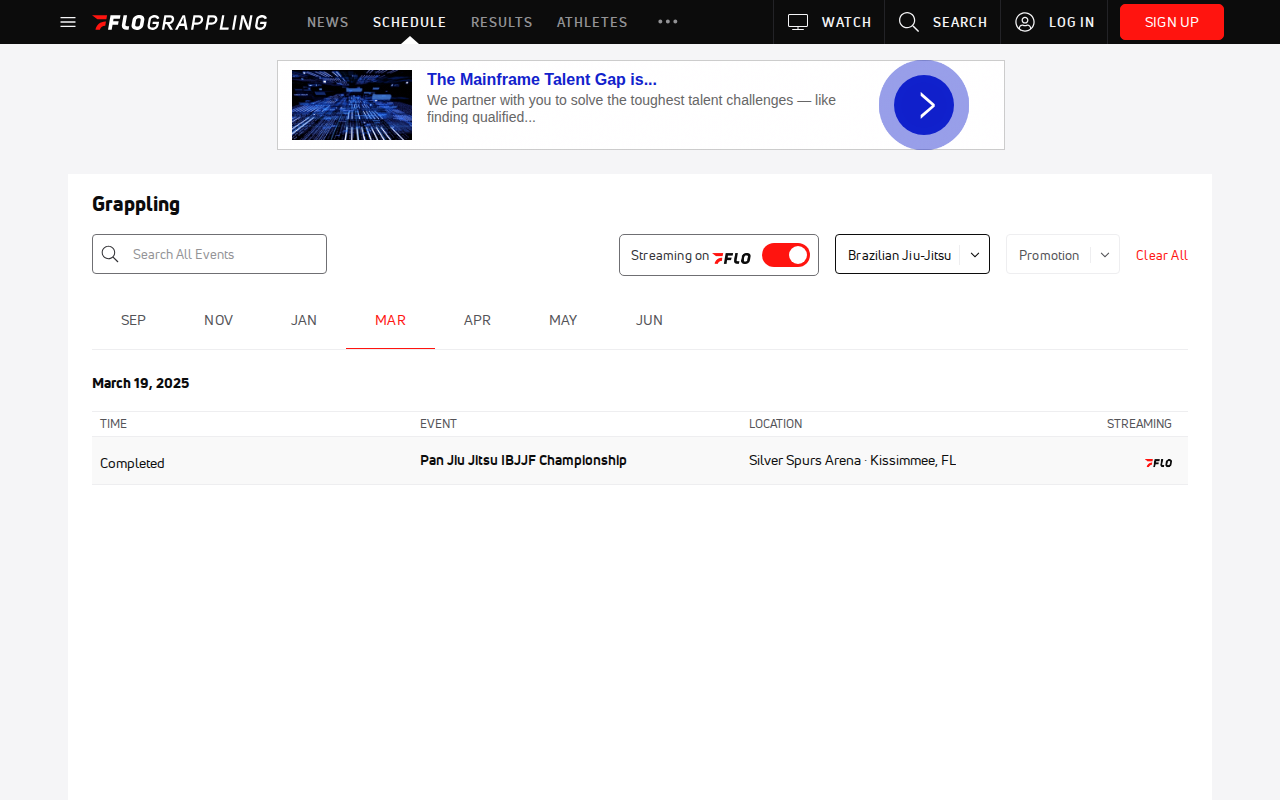 FLOGRAPPLING
NEWS
SCHEDULE
RESULTS
ATHLETES
WATCH
SEARCH
LOG IN
SIGN UP
The Mainframe Talent Gap is...
We partner with you to solve the toughest talent challenges — like
finding qualified...
Grappling
Search All Events
Streaming on FLO
Brazilian Jiu-Jitsu
Promotion
Clear All
SEP
NOV
JAN
MAR
APR
MAY
JUN
March 19, 2025
TIME
EVENT
LOCATION
STREAMING
Completed
Pan Jiu Jitsu IBJJF Championship
Silver Spurs Arena · Kissimmee, FL
FLO